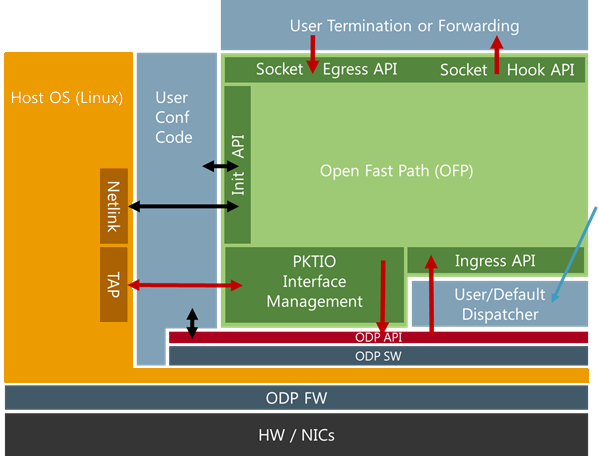 User Termination or Forwarding
Socket Egress API
Socket Hook API
Host OS (Linux)
User
Conf
Code
Init API
Open Fast Path (OFP)
Netlink
TAP
PKTIO
Interface
Management
Ingress API
User/Default
Dispatcher
ODP API
ODP SW
ODP FW
HW / NICs